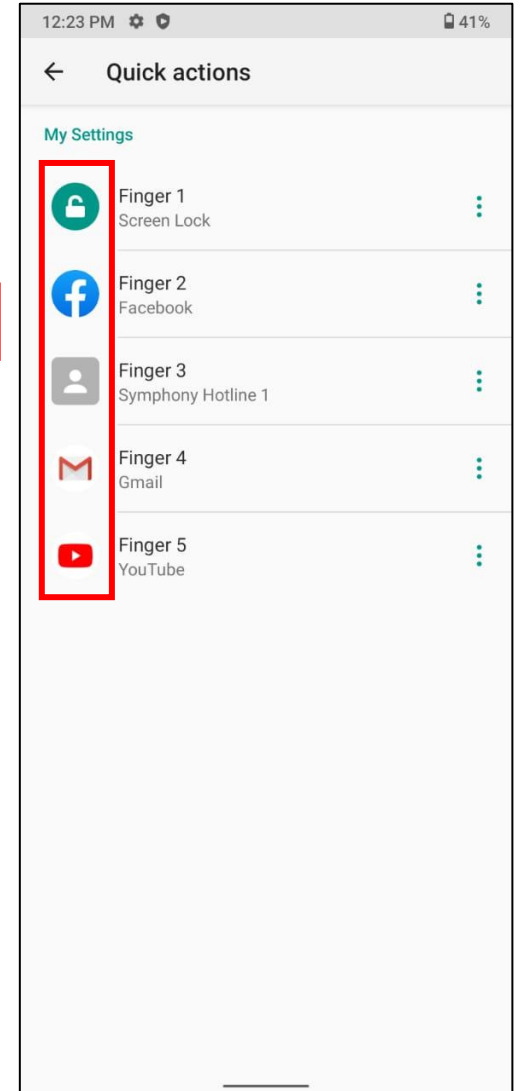 12:23 PM 41%
Quick actions
My Settings
Finger 1
Screen Lock
Finger 2
Facebook
Finger 3
Symphony Hotline 1
Finger 4
Gmail
Finger 5
YouTube